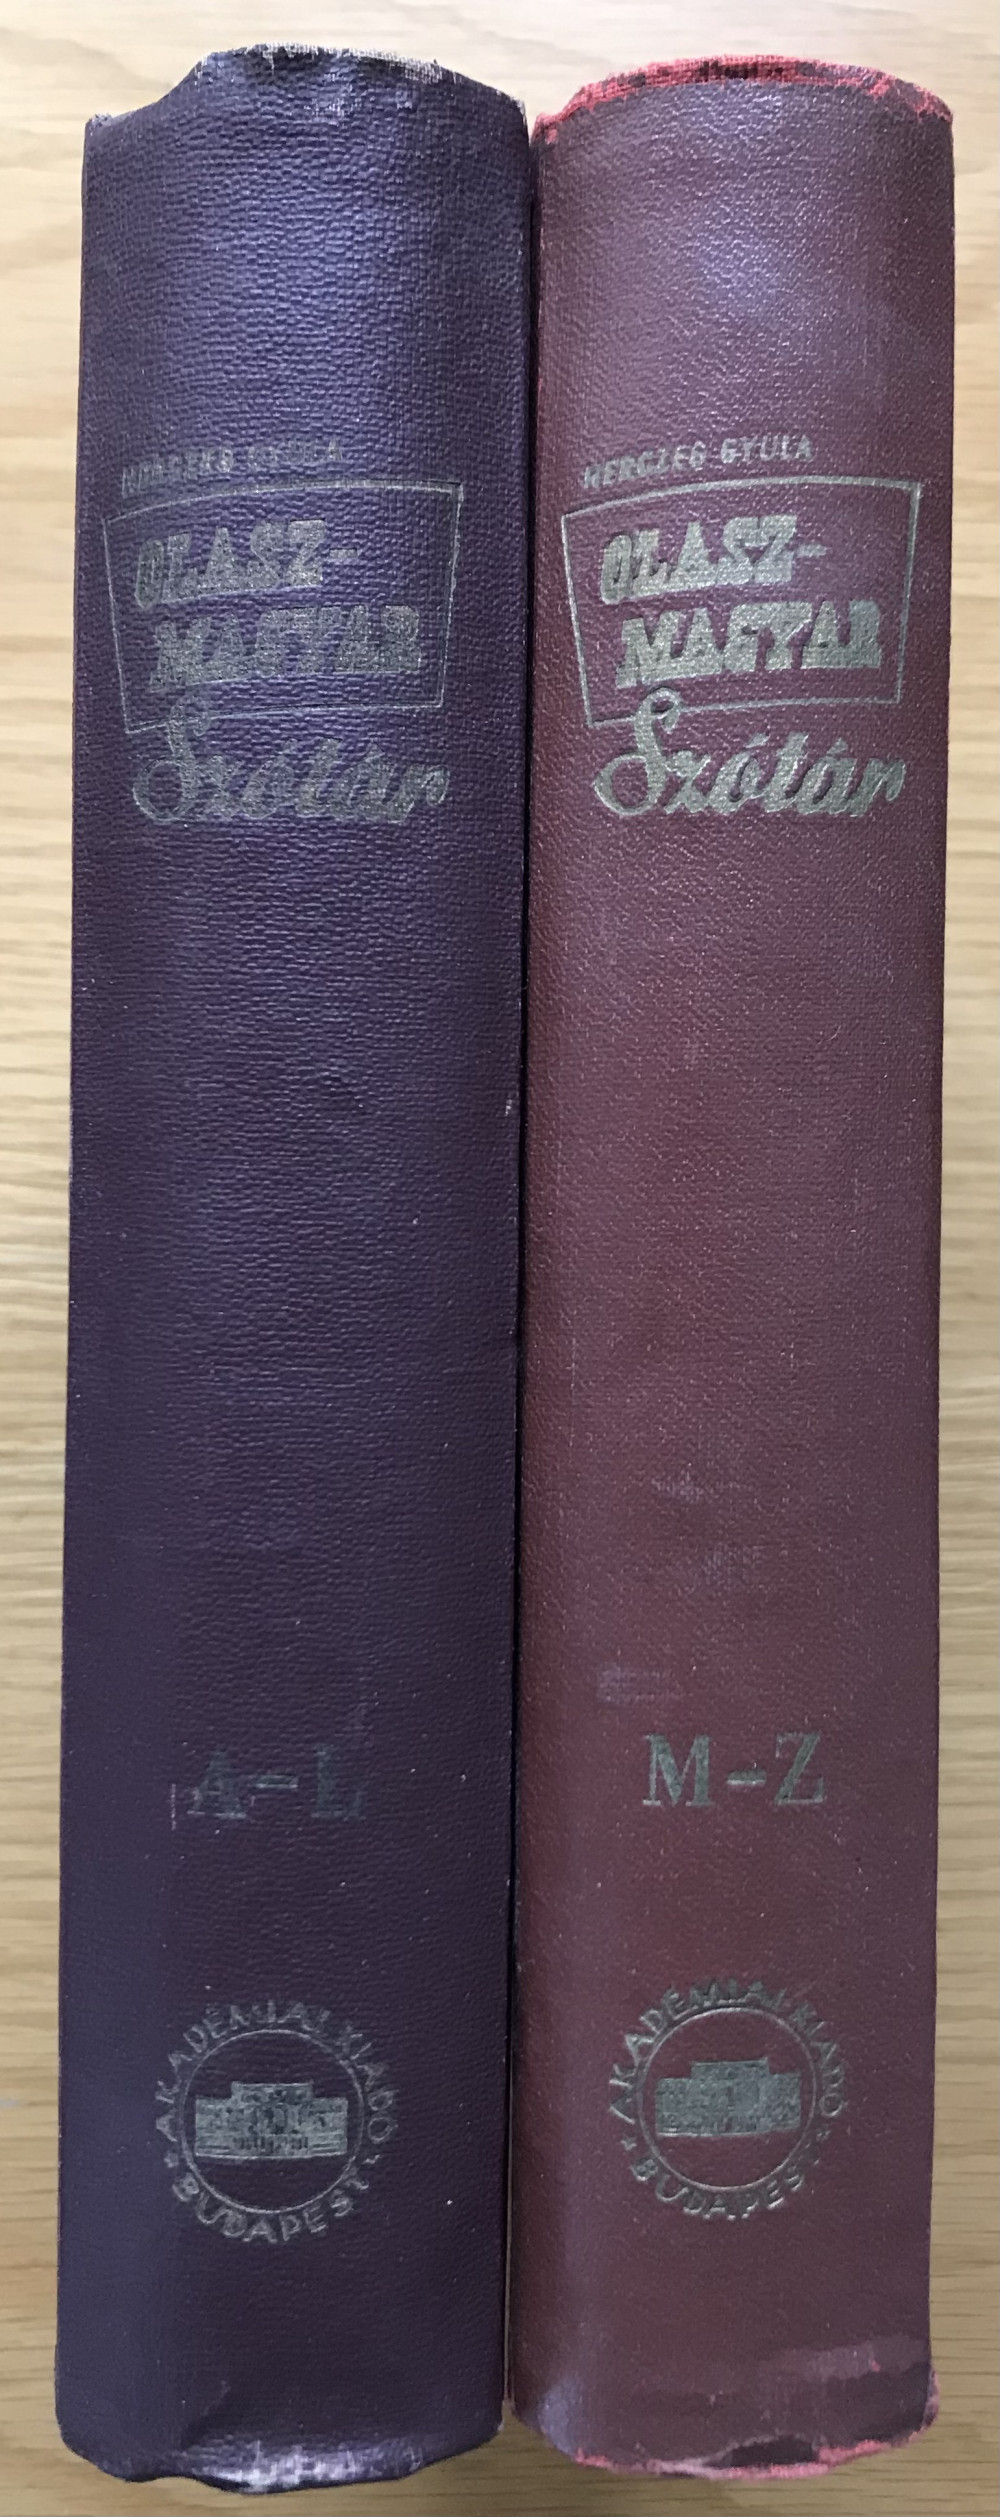 HERCZEG GYULA
OLASZ-
MAGYAR
Szótár
A-L
AKADÉMIAI KIADÓ
BUDAPEST
HERCZEG GYULA
OLASZ-
MAGYAR
Szótár
M-Z
AKADÉMIAI KIADÓ
BUDAPEST